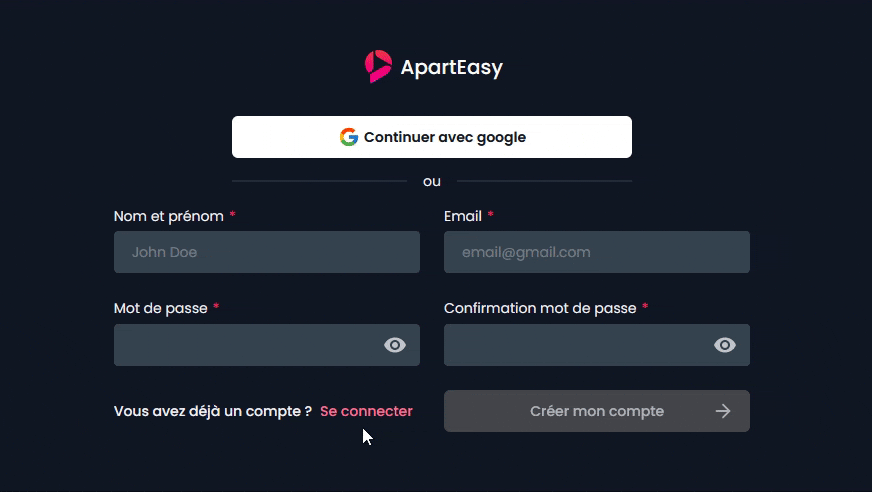 ApartEasy
Continuer avec google
ou
Nom et prénom *
John Doe
Email *
email@gmail.com
Mot de passe *
Confirmation mot de passe *
Vous avez déjà un compte ? Se connecter
Créer mon compte